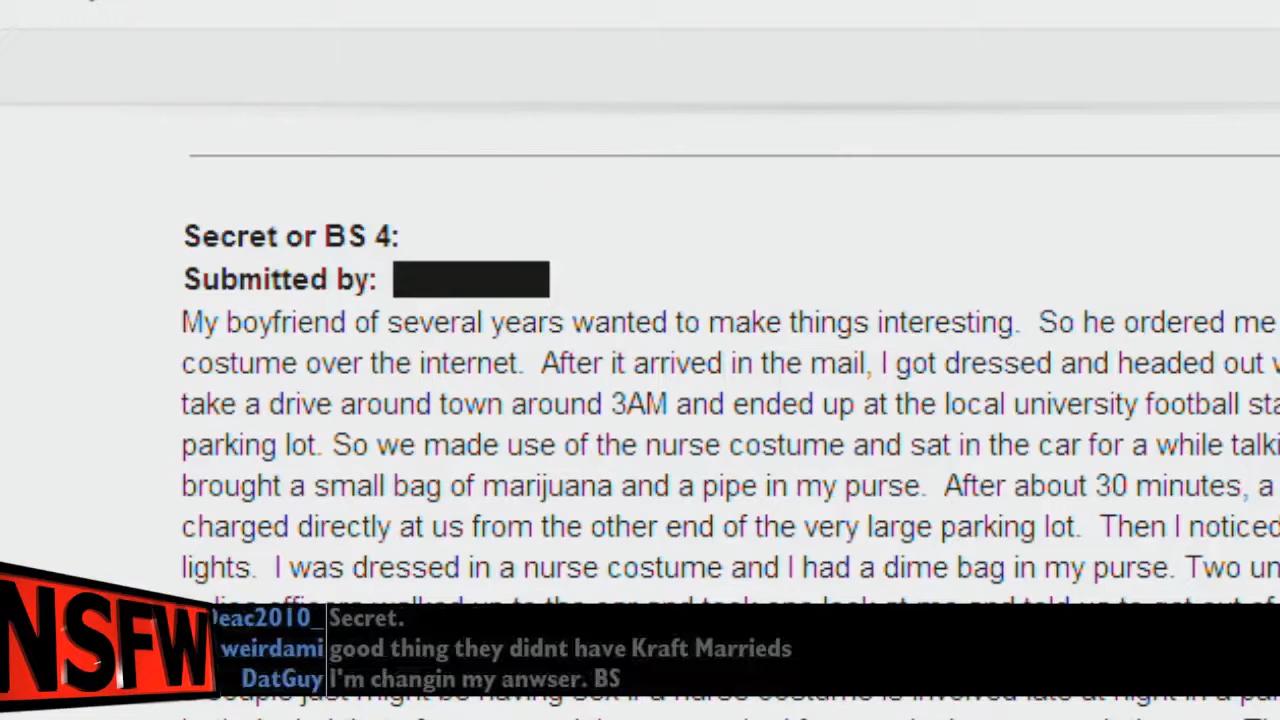 Secret or BS 4:
Submitted by:
My boyfriend of several years wanted to make things interesting.  So he ordered me
costume over the internet.  After it arrived in the mail, I got dressed and headed out
take a drive around town around 3AM and ended up at the local university football
parking lot. So we made use of the nurse costume and sat in the car for a while
brought a small bag of marijuana and a pipe in my purse.  After about 30 minutes, a
charged directly at us from the other end of the very large parking lot.  Then I noticed
lights.  I was dressed in a nurse costume and I had a dime bag in my purse. Two
Deac2010_ Secret.
weirdami good thing they didnt have Kraft Marrieds
DatGuy I'm changin my anwser. BS
NSFW